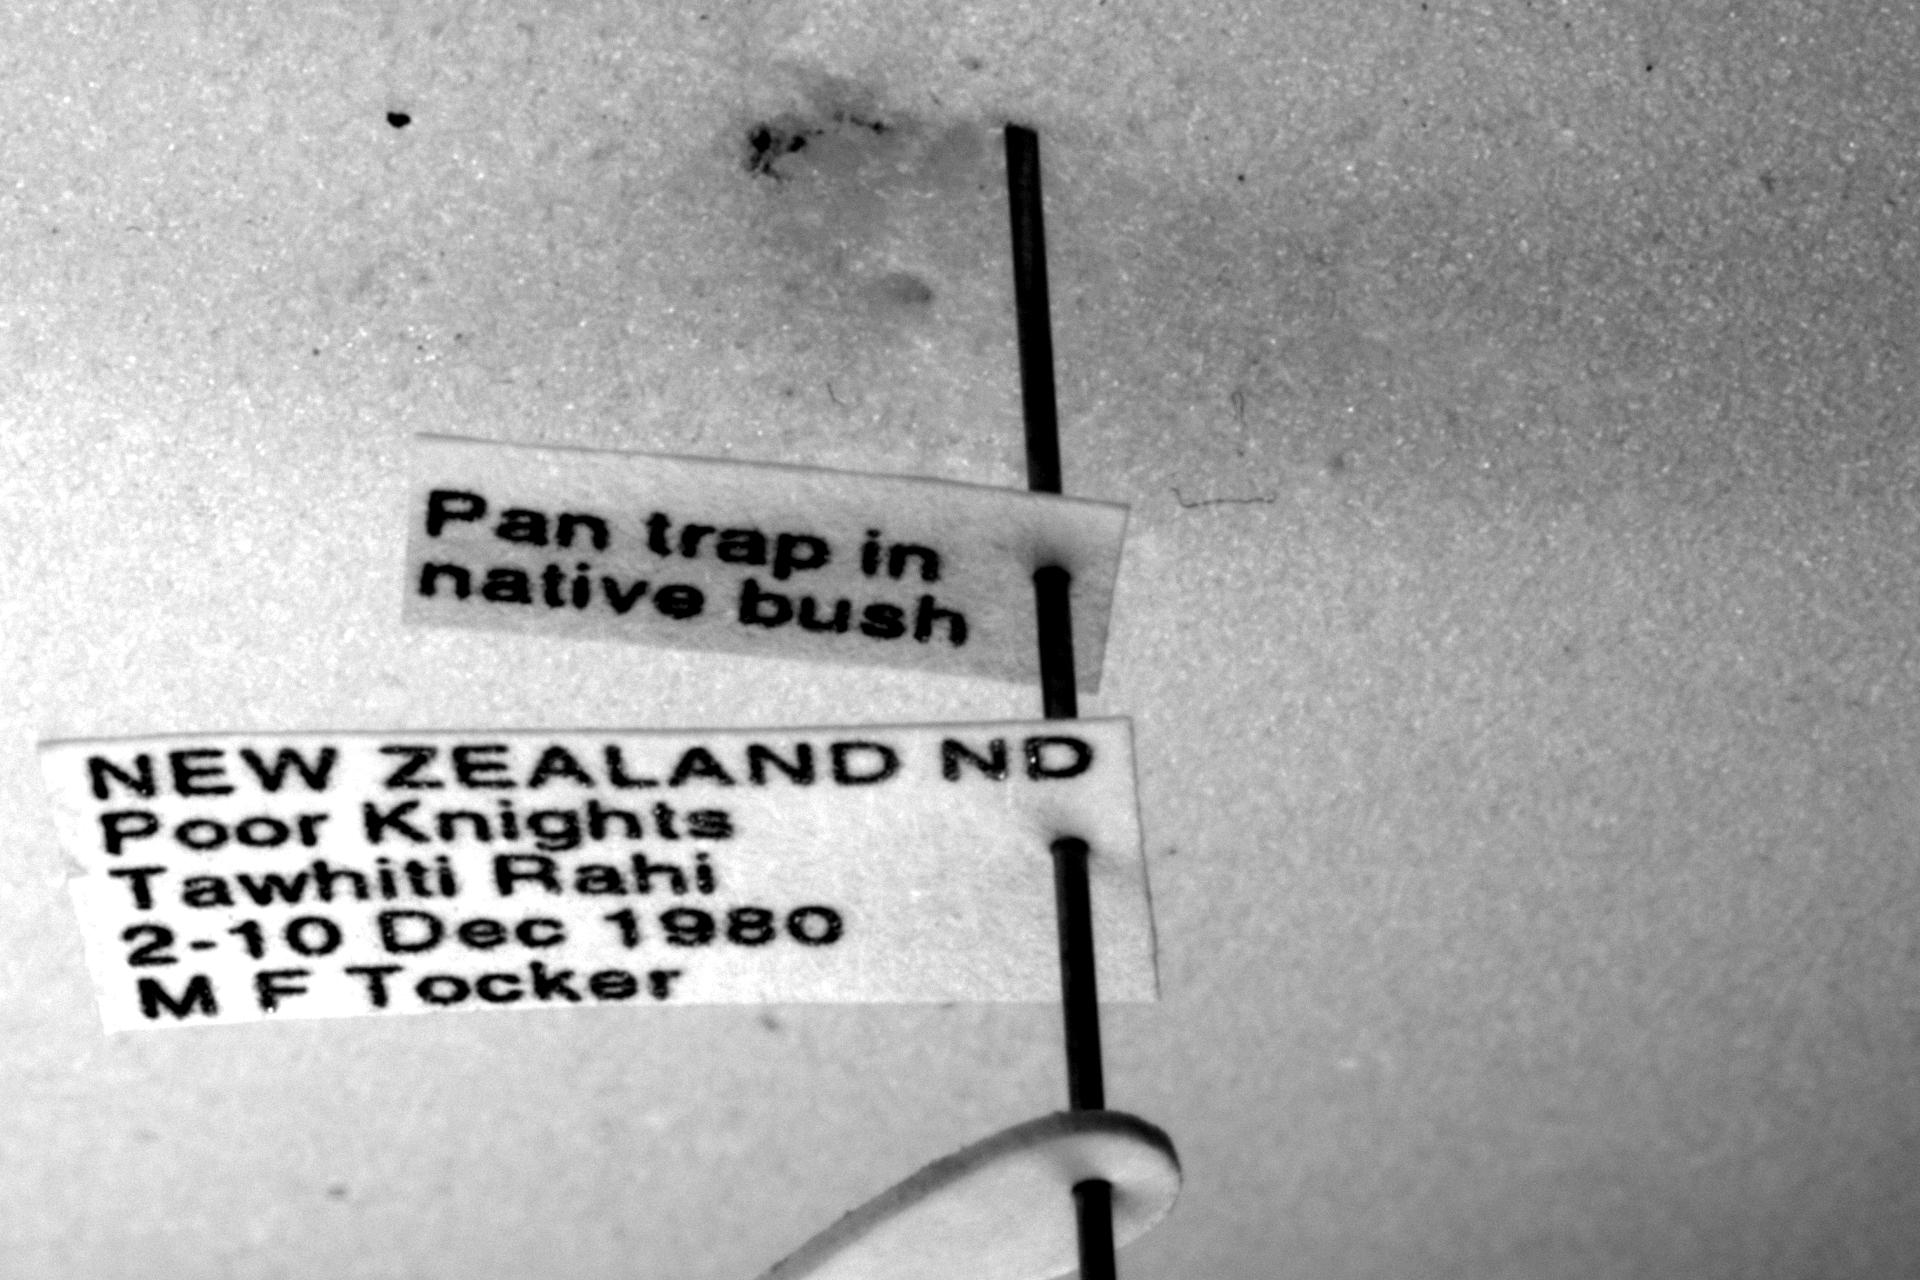 Pan trap in
native bush
NEW ZEALAND ND
Poor Knights
Tawhiti Rahi
2-10 Dec 1980
M F Tocker